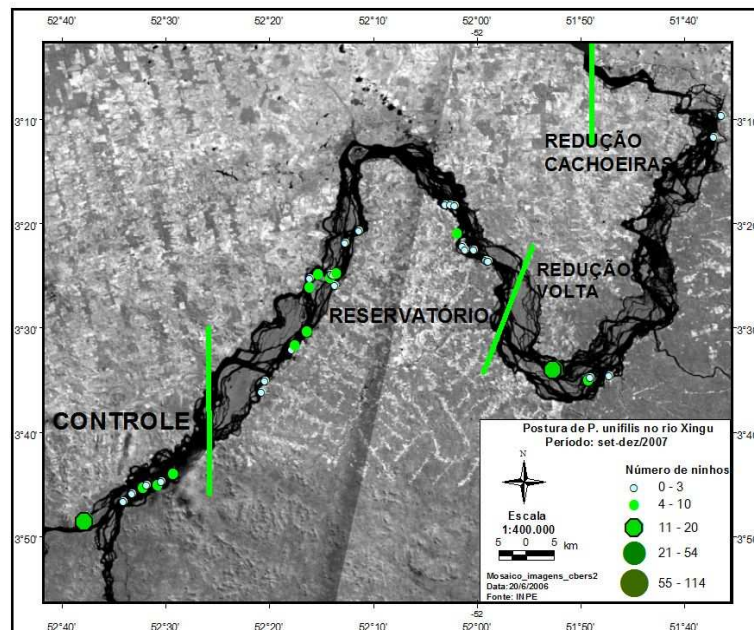 52°40' 52°30' 52°20' 52°10' 52°00 51°50' 51°40'
3°10' 3°10'
REDUÇÃO
CACHOEIRAS
3°20' 3°20'
REDUÇÃO
VOLTA
RESERVATÓRIO
3°30' 3°30'
CONTROLE
3°40' 3°40'
3°50' 3°50'
Postura de P. unifilis no rio Xingu
Período: set-dez/2007
N
Escala
1:400.000
5 0 5
km
Mosaico_imagens_cbers2
Data:20/6/2006
Fonte: INPE
Número de ninhos
0 - 3
4 - 10
11 - 20
21 - 54
55 - 114
52°40' 52°30' 52°20' 52°10' -52 51°50' 51°40'